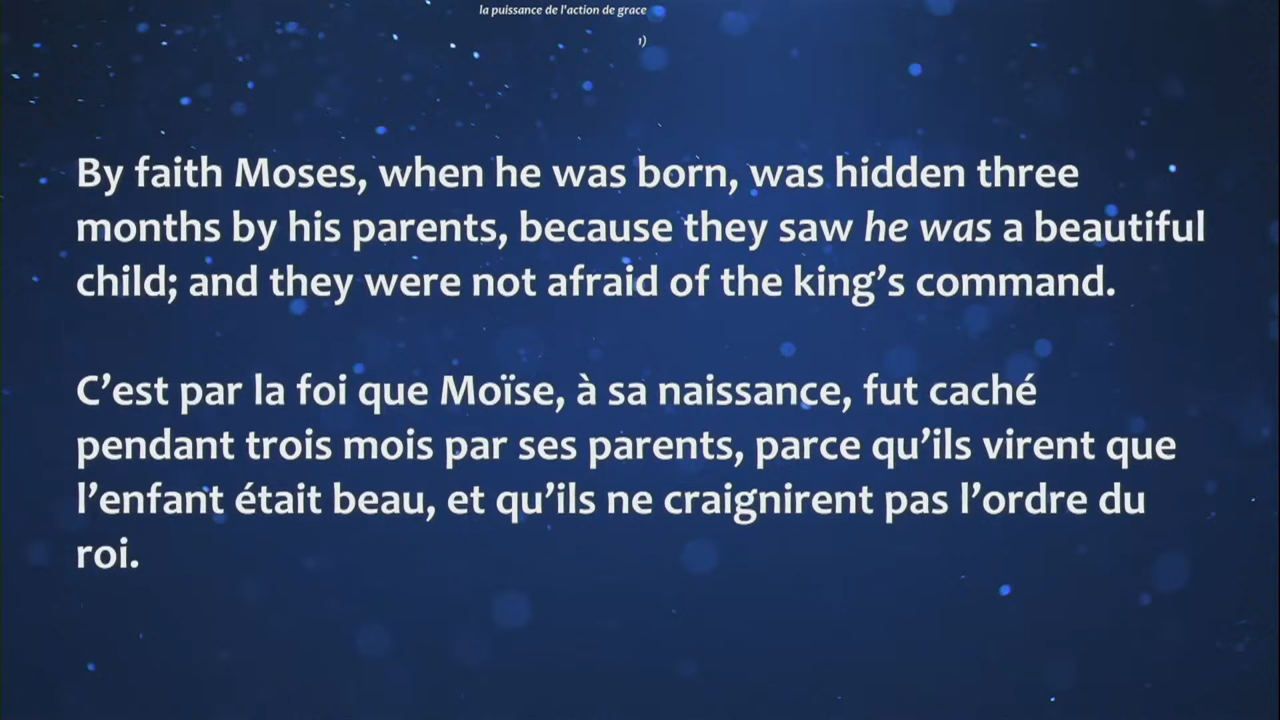 la puissance de l'action de grace
1)
By faith Moses, when he was born, was hidden three
months by his parents, because they saw he was a beautiful
child; and they were not afraid of the king’s command.
C’est par la foi que Moïse, à sa naissance, fut caché
pendant trois mois par ses parents, parce qu’ils virent que
l’enfant était beau, et qu’ils ne craignirent pas l’ordre du
roi.